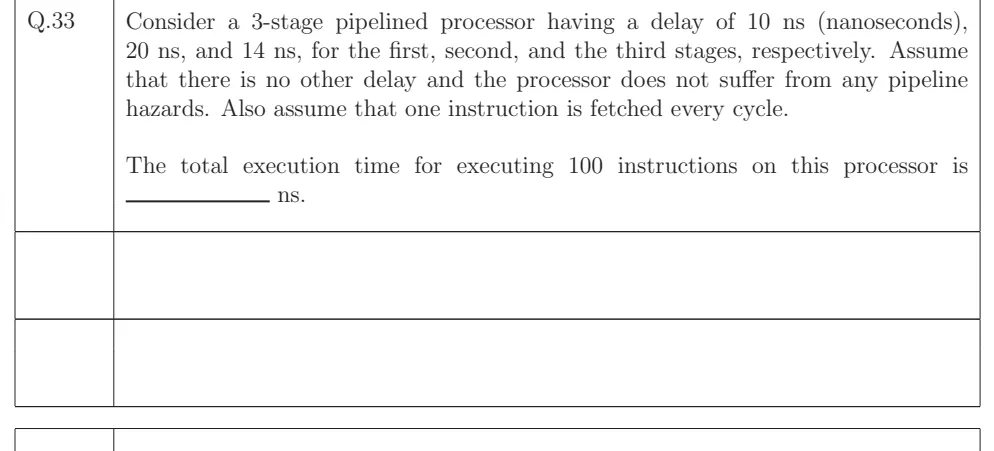 Q.33
Consider a 3-stage pipelined processor having a delay of 10 ns (nanoseconds),
20 ns, and 14 ns, for the first, second, and the third stages, respectively. Assume
that there is no other delay and the processor does not suffer from any pipeline
hazards. Also assume that one instruction is fetched every cycle.
The total execution time for executing 100 instructions on this processor is
____________ ns.